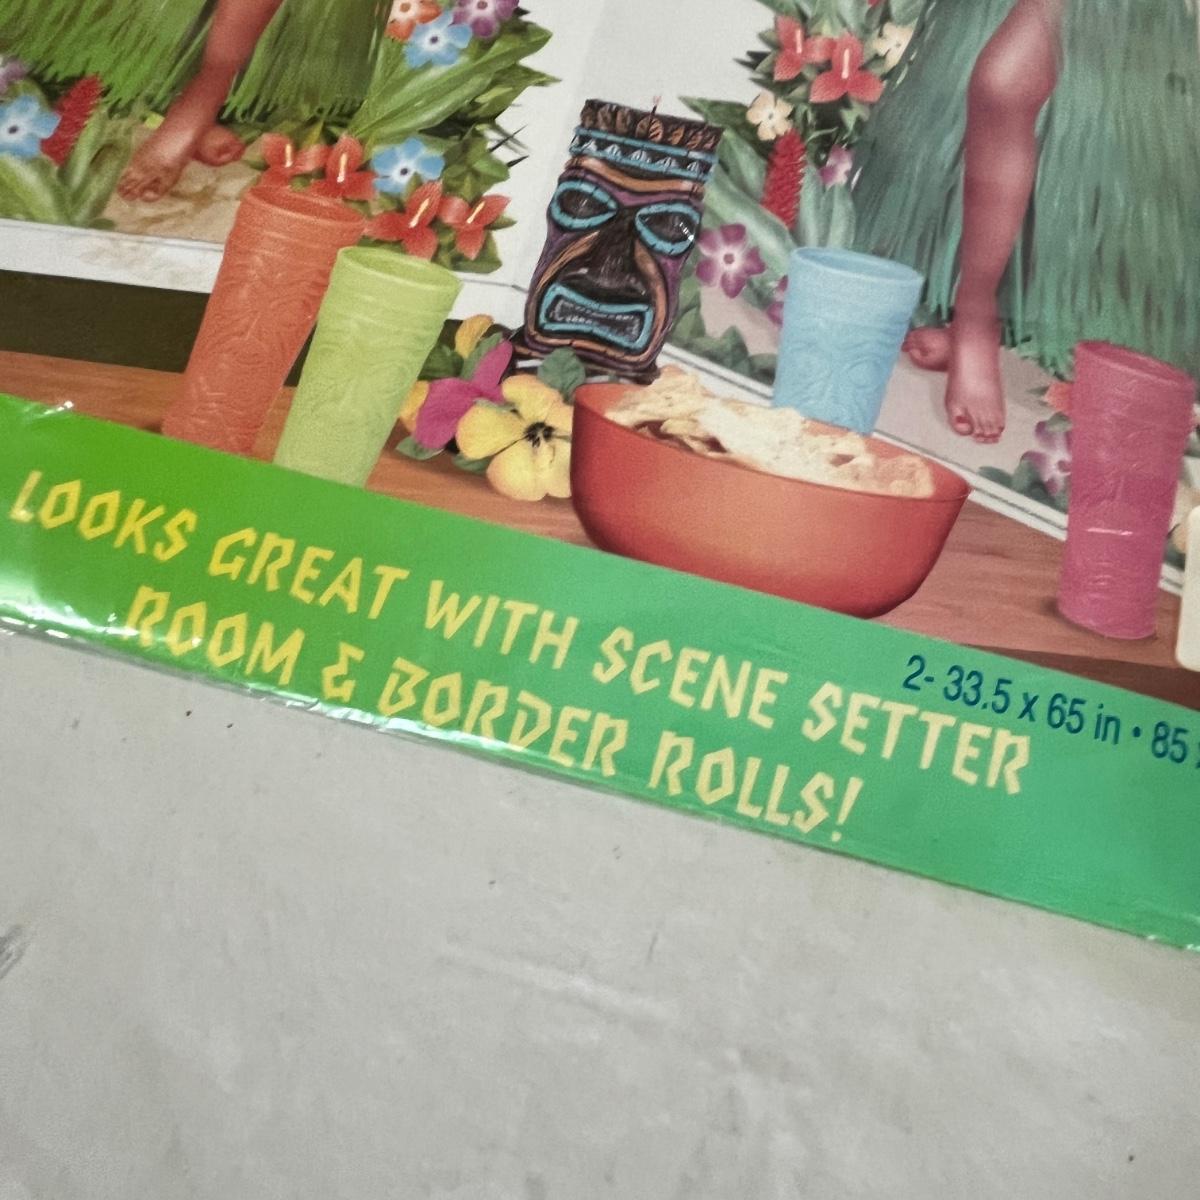 LOOKS GREAT WITH SCENE SETTER
ROOM & BORDER ROLLS!
2- 33.5 x 65 in • 85